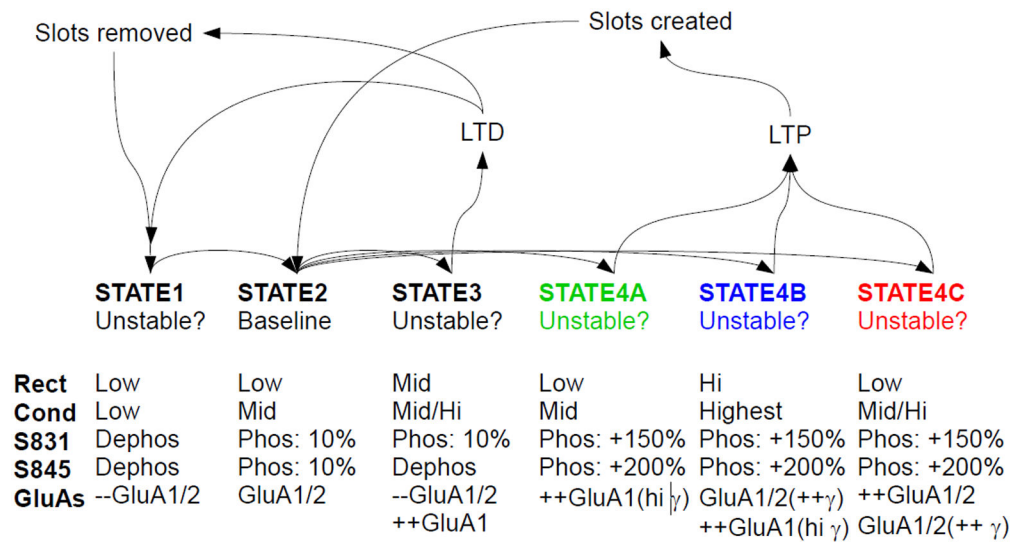 Slots removed
Slots created
LTD
LTP
STATE1 STATE2 STATE3 STATE4A STATE4B STATE4C
Unstable? Baseline Unstable? Unstable? Unstable? Unstable?
Rect Low Low Mid Low Hi Low
Cond Low Mid Mid/Hi Mid Highest Mid/Hi
S831 Dephos Phos: 10% Phos: 10% Phos: +150% Phos: +150% Phos: +150%
S845 Dephos Phos: 10% Dephos Phos: +200% Phos: +200% Phos: +200%
GluAs --GluA1/2 GluA1/2 --GluA1/2 ++GluA1(hi γ) GluA1/2(++γ) ++GluA1/2
++GluA1 ++GluA1(hi γ) GluA1/2(++ γ)